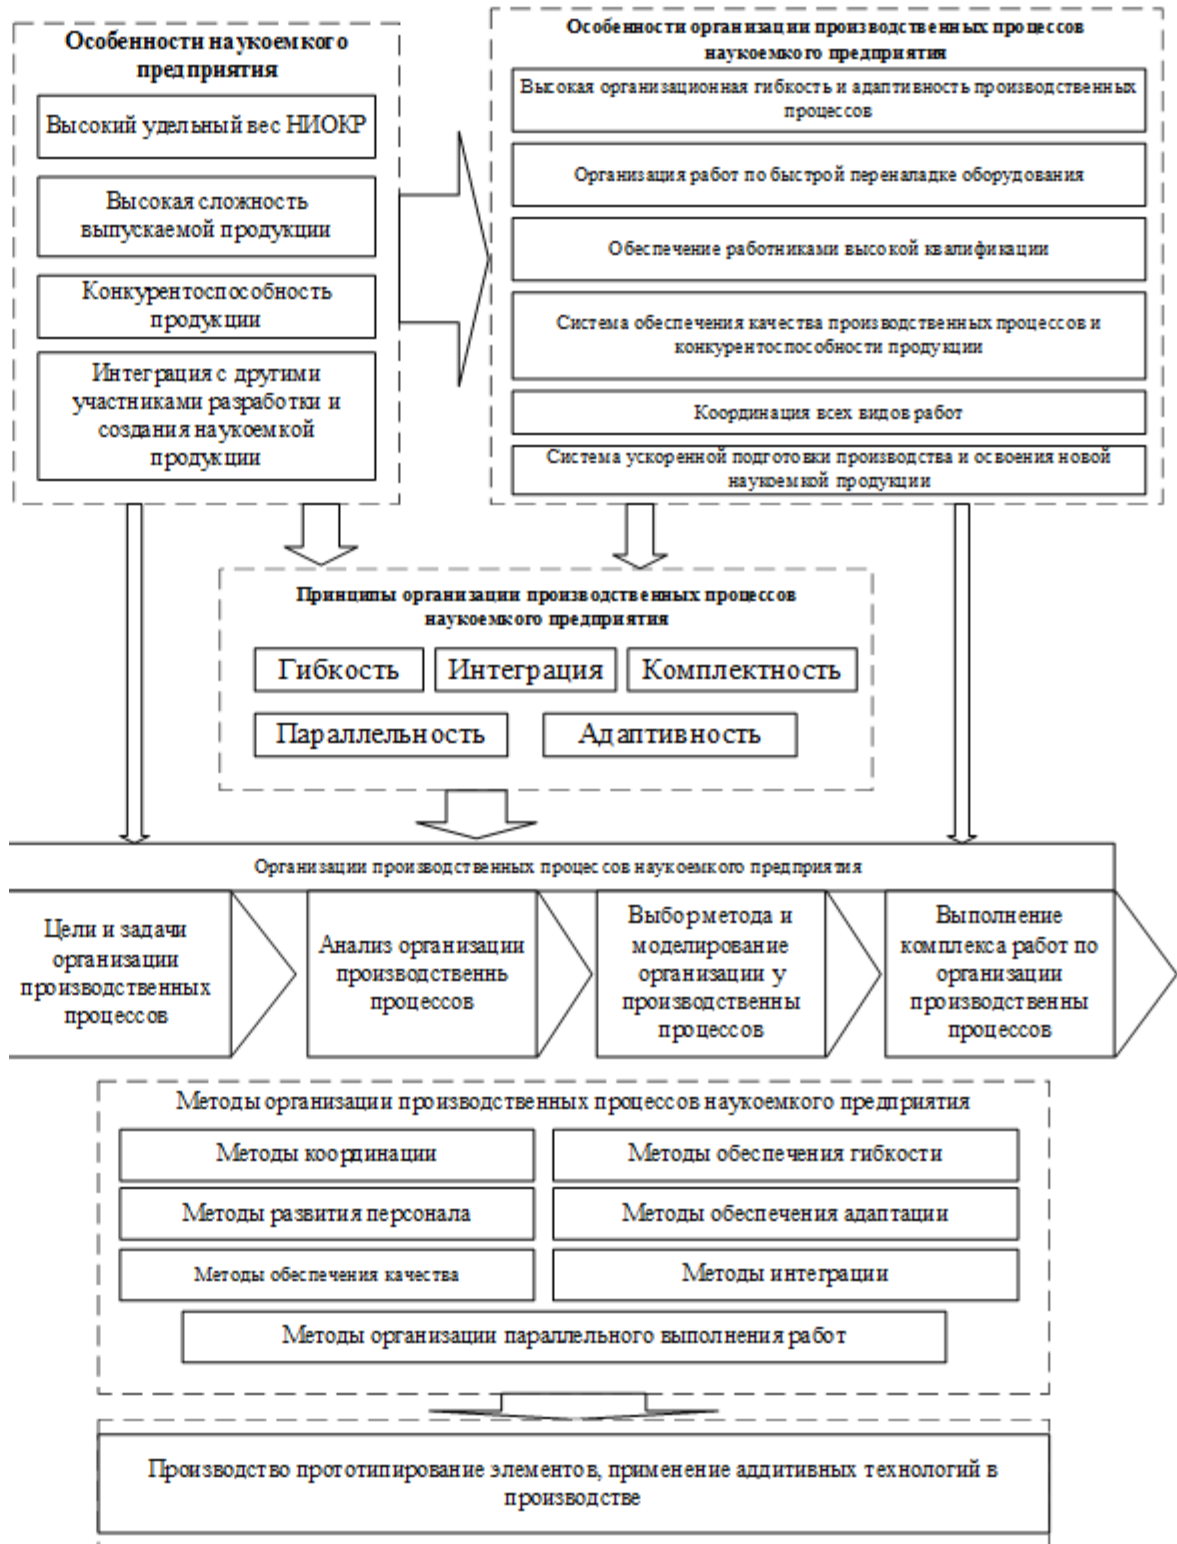 Особенности наукоемкого
предприятия
Высокий удельный вес НИОКР
Высокая сложность
выпускаемой продукции
Конкурентоспособность
продукции
Интеграция с другими
участниками разработки и
создания наукоемкой
продукции
Особенности организации производственных процессов
наукоемкого предприятия
Высокая организационная гибкость и адаптивность производственных
процессов
Организация работ по быстрой переналадке оборудования
Обеспечение работниками высокой квалификации
Система обеспечения качества производственных процессов и
конкурентоспособности продукции
Координация всех видов работ
Система ускоренной подготовки производства и освоения новой
наукоемкой продукции
Принципы организации производственных процессов
наукоемкого предприятия
Гибкость
Интеграция
Комплектность
Параллельность
Адаптивность
Организации производственных процессов наукоемкого предприятия
Цели и задачи
организации
производственных
процессов
Анализ организации
производственнь
процессов
Выбор метода и
моделирование
организации у
производственны
процессов
Выполнение
комплекса работ по
организации
производственны
процессов
Методы организации производственных процессов наукоемкого предприятия
Методы координации
Методы обеспечения гибкости
Методы развития персонала
Методы обеспечения адаптации
Методы обеспечения качества
Методы интеграции
Методы организации параллельного выполнения работ
Производство прототипирование элементов, применение аддитивных технологий в
производстве